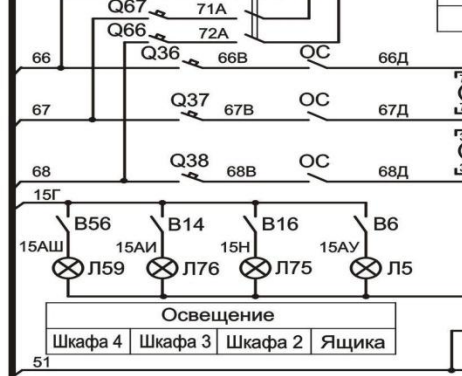 Q67 71А
Q66 72А
66 Q36 66В ОС 66Д
67 Q37 67В ОС 67Д
68 Q38 68В ОС 68Д
15Г
В56 В14 В16 В6
15АШ 15АИ 15Н 15АУ
Л59 Л76 Л75 Л5
Освещение
Шкафа 4 Шкафа 3 Шкафа 2 Ящика
51